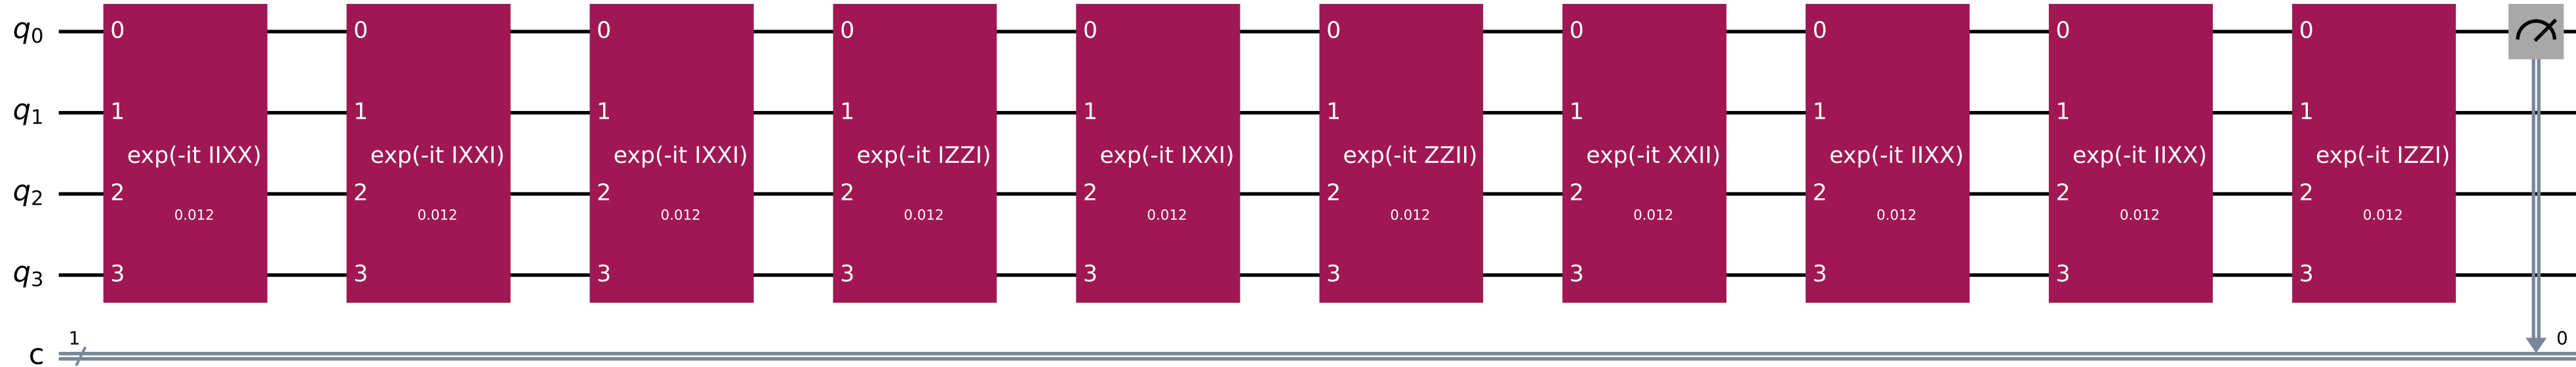 q0 0 0 0 0 0 0 0 0 0 0
q1 1 1 1 1 1 1 1 1 1 1
exp(-it IIXX) exp(-it IXXI) exp(-it IXXI) exp(-it IZZI) exp(-it IXXI) exp(-it ZZII) exp(-it XXII) exp(-it IIXX) exp(-it IIXX) exp(-it IZZI)
q2 2 2 2 2 2 2 2 2 2 2
0.012 0.012 0.012 0.012 0.012 0.012 0.012 0.012 0.012 0.012
q3 3 3 3 3 3 3 3 3 3 3
1 0
c